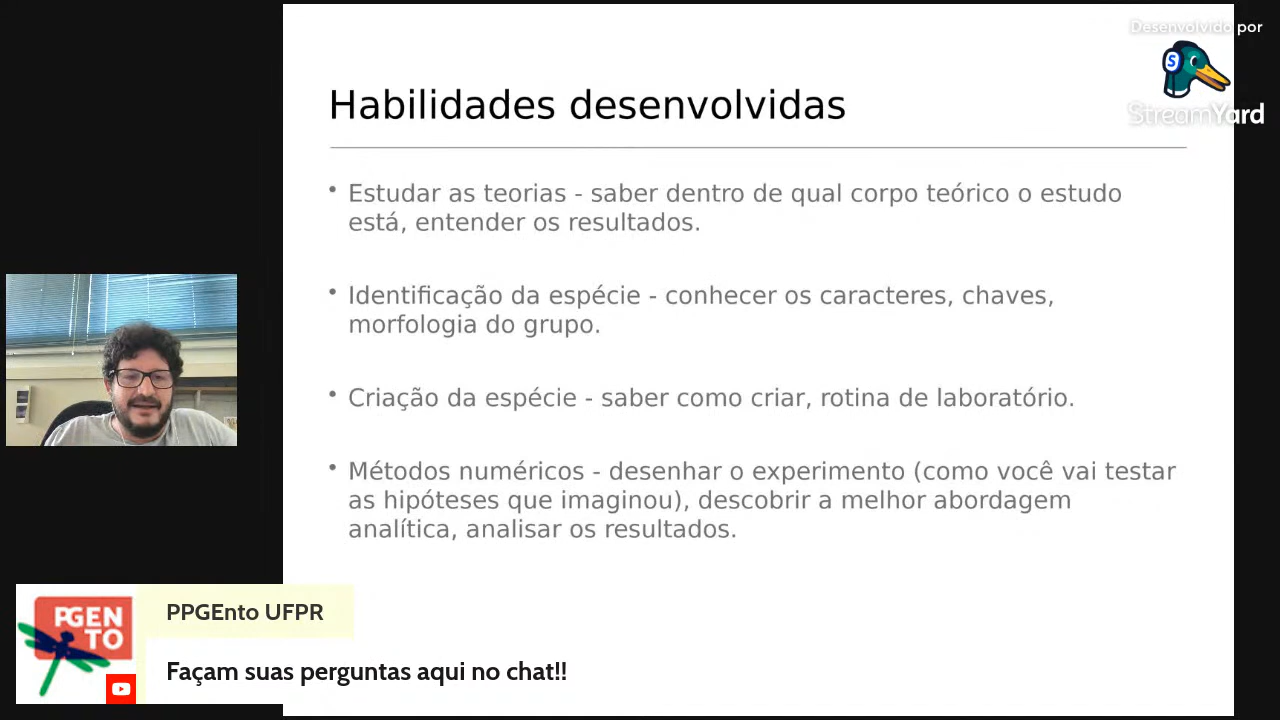 Desenvolvido por
StreamYard
Habilidades desenvolvidas
• Estudar as teorias - saber dentro de qual corpo teórico o estudo
está, entender os resultados.
• Identificação da espécie - conhecer os caracteres, chaves,
morfologia do grupo.
• Criação da espécie - saber como criar, rotina de laboratório.
• Métodos numéricos - desenhar o experimento (como você vai testar
as hipóteses que imaginou), descobrir a melhor abordagem
analítica, analisar os resultados.
PGEN
TO
PPGEnto UFPR
Façam suas perguntas aqui no chat!!